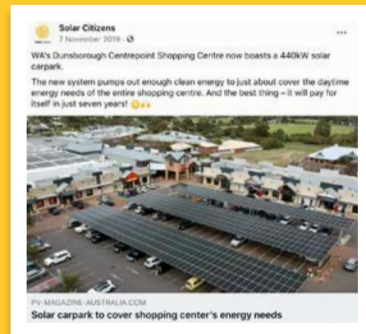 Solar Citizens
7 November 2019
WA's Dunsborough Centrepoint Shopping Centre now boasts a 440kW solar
carpark.
The new system pumps out enough clean energy to just about cover the daytime
energy needs of the entire shopping centre. And the best thing – it will pay for
itself in just seven years!
PV-MAGAZINE-AUSTRALIA.COM
Solar carpark to cover shopping center's energy needs